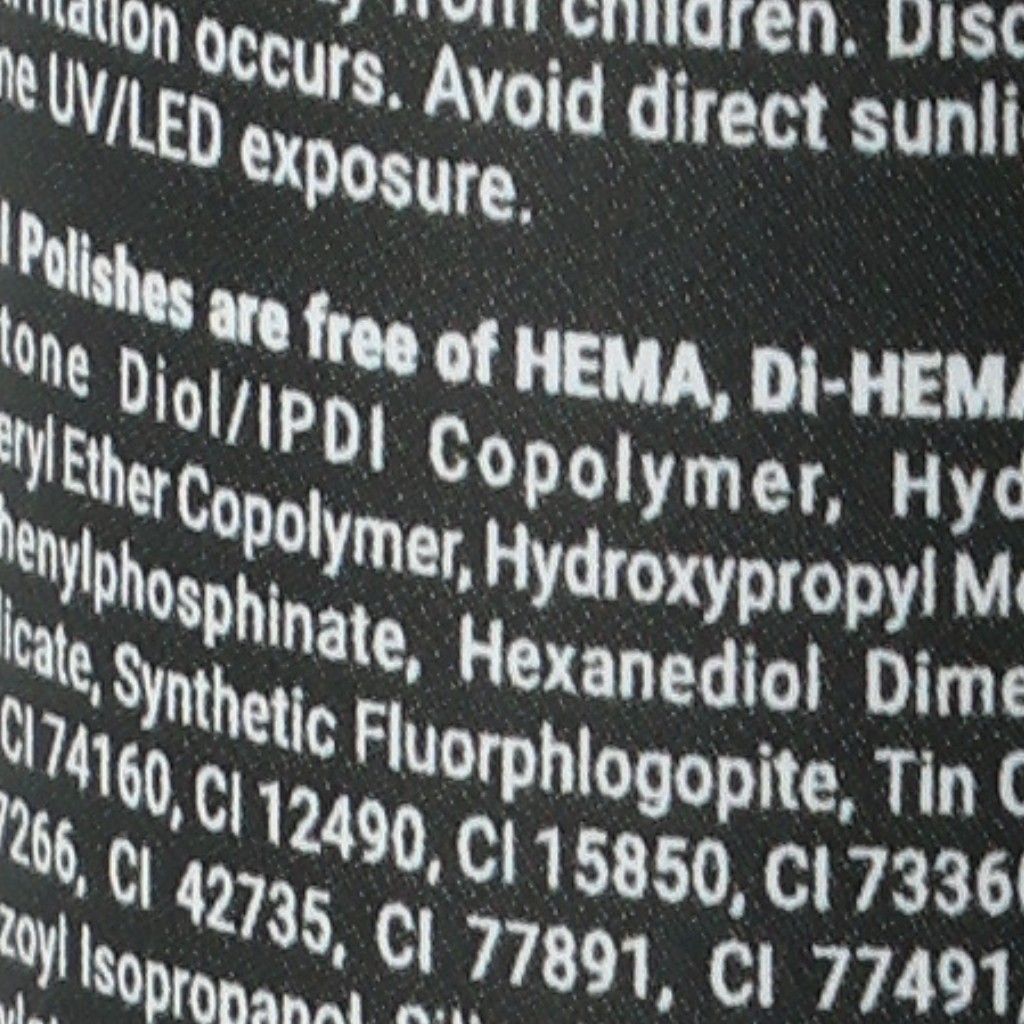 from children. Disc
occurs. Avoid direct sunli
ne UV/LED exposure.
l Polishes are free of HEMA, Di-HEMA
tone Diol/IPDI Copolymer, Hyd
eryl Ether Copolymer, Hydroxypropyl Me
henylphosphinate, Hexanediol Dime
licate, Synthetic Fluorphlogopite, Tin O
CI 74160, CI 12490, CI 15850, CI 7336
7266, CI 42735, CI 77891, CI 77491,
zoyl Isopropanol,